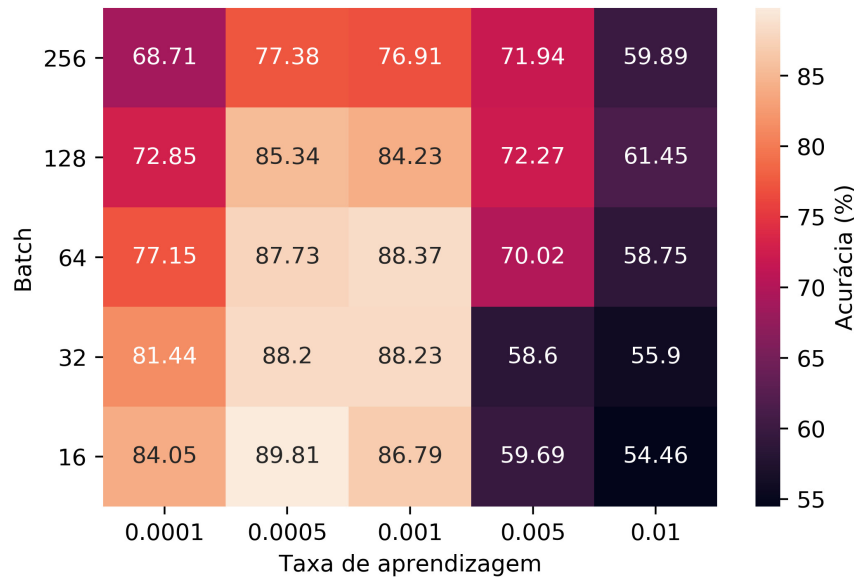 256 68.71 77.38 76.91 71.94 59.89
128 72.85 85.34 84.23 72.27 61.45
64 77.15 87.73 88.37 70.02 58.75
32 81.44 88.2 88.23 58.6 55.9
16 84.05 89.81 86.79 59.69 54.46
0.0001 0.0005 0.001 0.005 0.01
Taxa de aprendizagem
Batch
85
80
75
70
65
60
55
Acurácia (%)